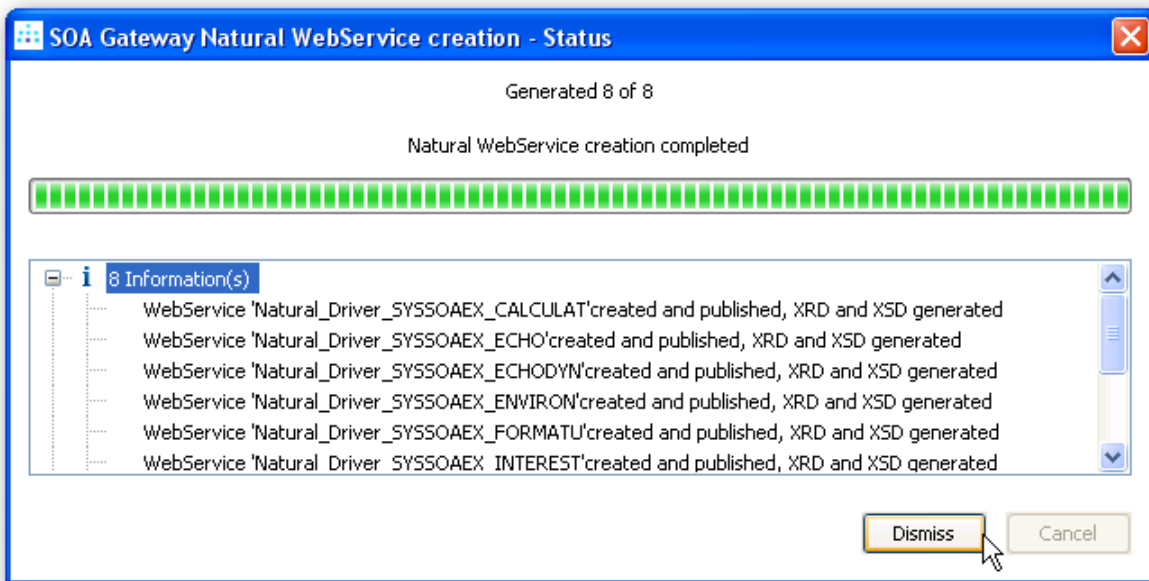 SOA Gateway Natural WebService creation - Status
Generated 8 of 8
Natural WebService creation completed
8 Information(s)
WebService 'Natural_Driver_SYSSOAEX_CALCULAT'created and published, XRD and XSD generated
WebService 'Natural_Driver_SYSSOAEX_ECHO'created and published, XRD and XSD generated
WebService 'Natural_Driver_SYSSOAEX_ECHODYN'created and published, XRD and XSD generated
WebService 'Natural_Driver_SYSSOAEX_ENVIRON'created and published, XRD and XSD generated
WebService 'Natural_Driver_SYSSOAEX_FORMATU'created and published, XRD and XSD generated
WebService 'Natural_Driver_SYSSOAEX_INTEREST'created and published, XRD and XSD generated
Dismiss Cancel